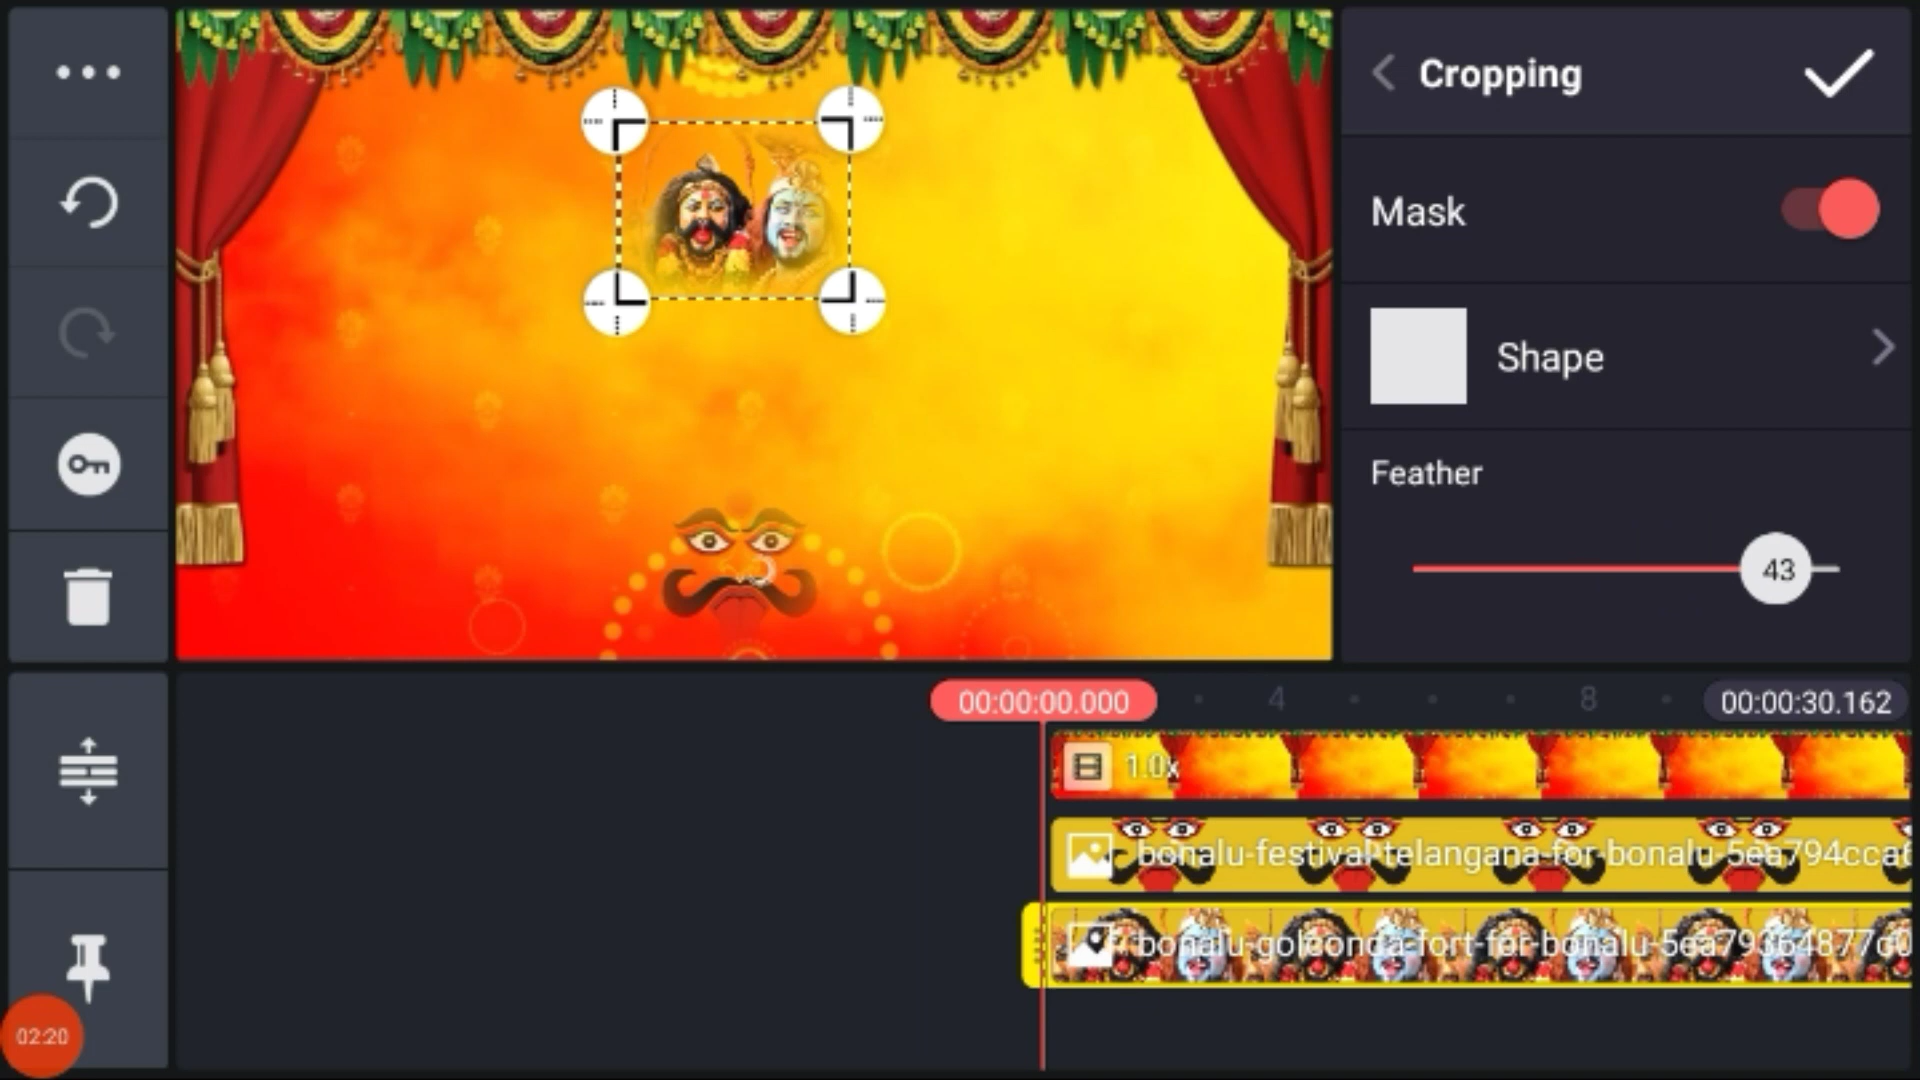 Cropping
Mask
Shape
Feather
43
00:00:00.000
4
8
00:00:30.162
1.0x
bonalu-festival-telangana-for-bonalu-5ea794cca
bonalu-golconda-fort-for-bonalu-5ea79364877d0
02:20